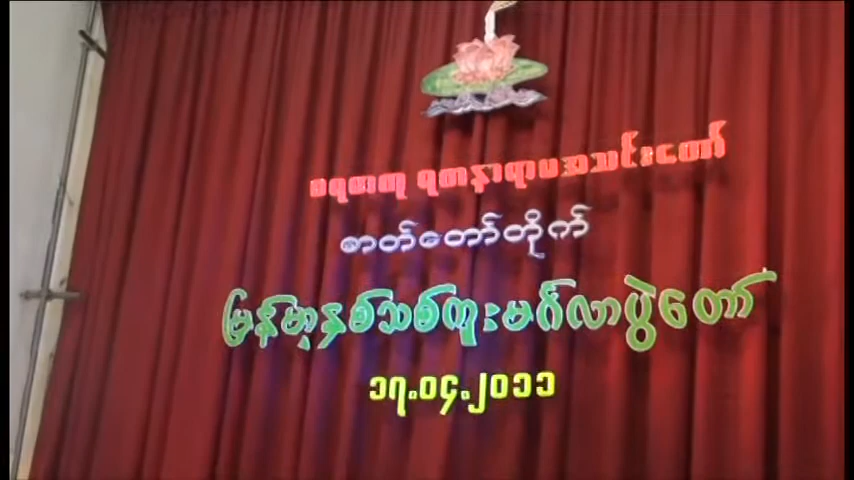 ရတနာရာမအသင်းတော်
ဓာတ်တော်တိုက်
မြန်မာ့နှစ်သစ်ကူးမင်္ဂလာပွဲတော်
၁၇.၀၄.၂၀၁၁